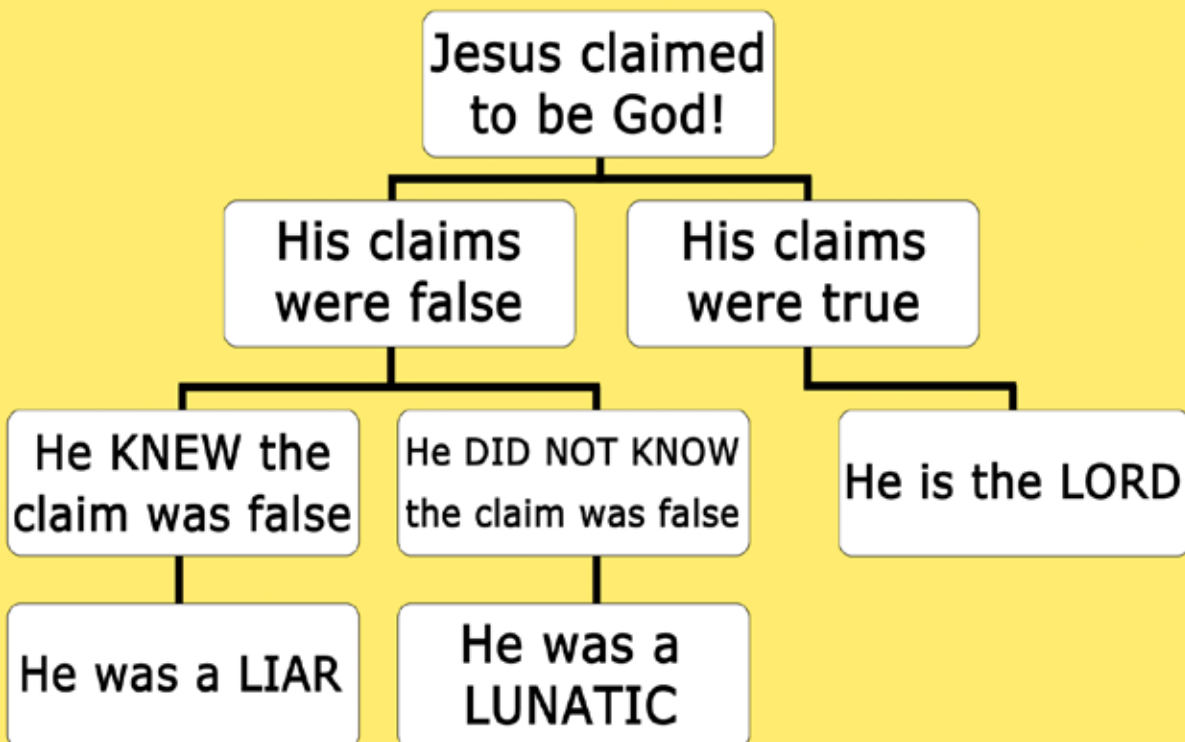 Jesus claimed
to be God!
His claims
were false
His claims
were true
He KNEW the
claim was false
He DID NOT KNOW
the claim was false
He is the LORD
He was a LIAR
He was a
LUNATIC